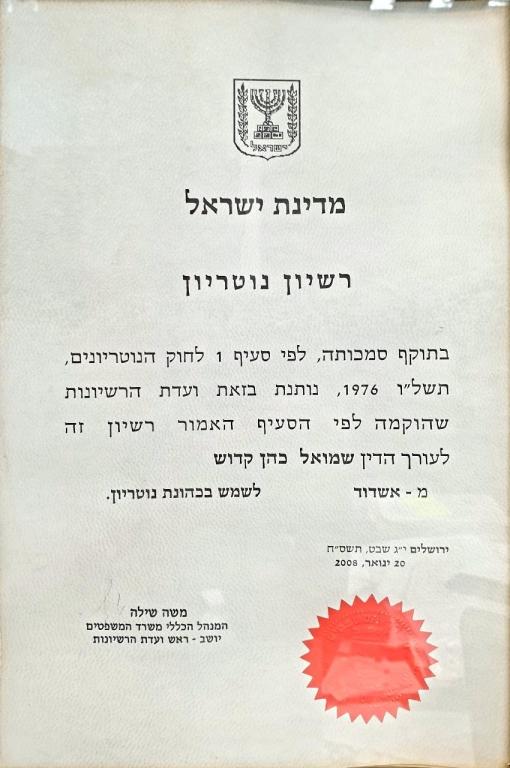 ישראל
מדינת ישראל
רשיון נוטריון
בתוקף סמכותה, לפי סעיף 1 לחוק הנוטריונים,
תשל"ו 1976, נותנת בזאת ועדת הרשיונות
שהוקמה לפי הסעיף האמור רשיון זה
לעורך הדין שמואל כהן קדוש
מ - אשדוד לשמש בכהונת נוטריון.
ירושלים י"ג שבט, תשס"ח
20 ינואר, 2008
משה שילה
המנהל הכללי משרד המשפטים
יושב - ראש ועדת הרשיונות